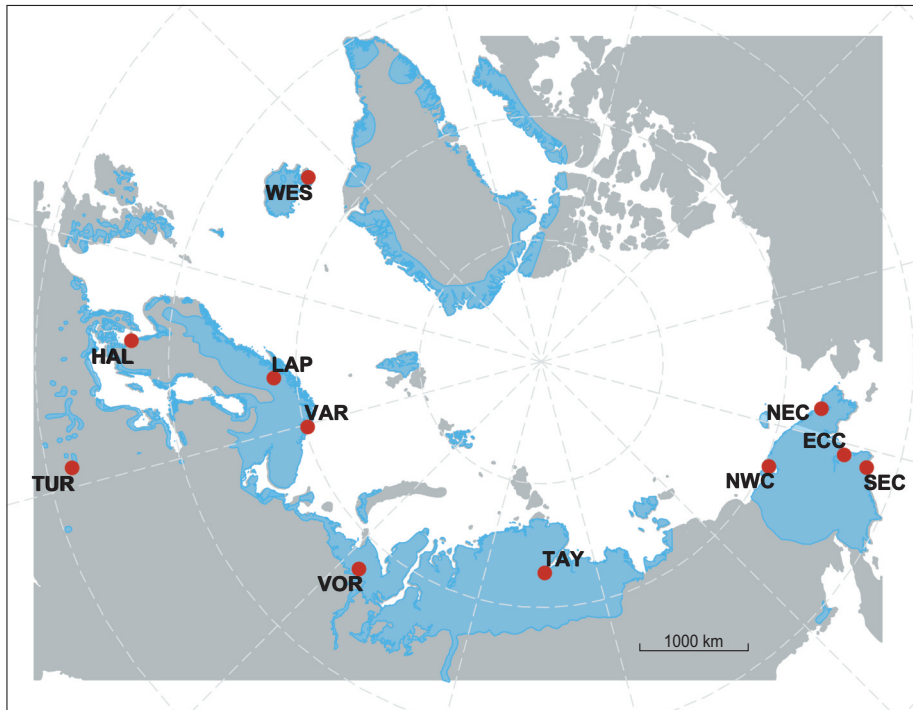 WES
HAL
LAP
VAR
NEC
ECC
TUR
NWC
SEC
VOR
TAY
1000 km